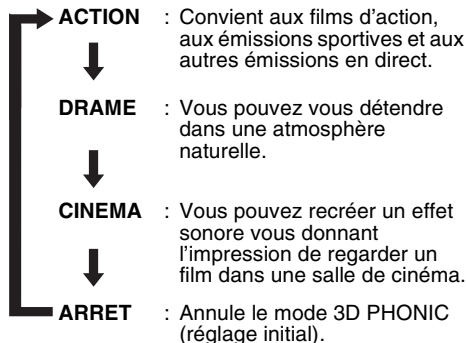 ACTION : Convient aux films d'action,
aux émissions sportives et aux
autres émissions en direct.
DRAME : Vous pouvez vous détendre
dans une atmosphère
naturelle.
CINEMA : Vous pouvez recréer un effet
sonore vous donnant
l'impression de regarder un
film dans une salle de cinéma.
ARRET : Annule le mode 3D PHONIC
(réglage initial).